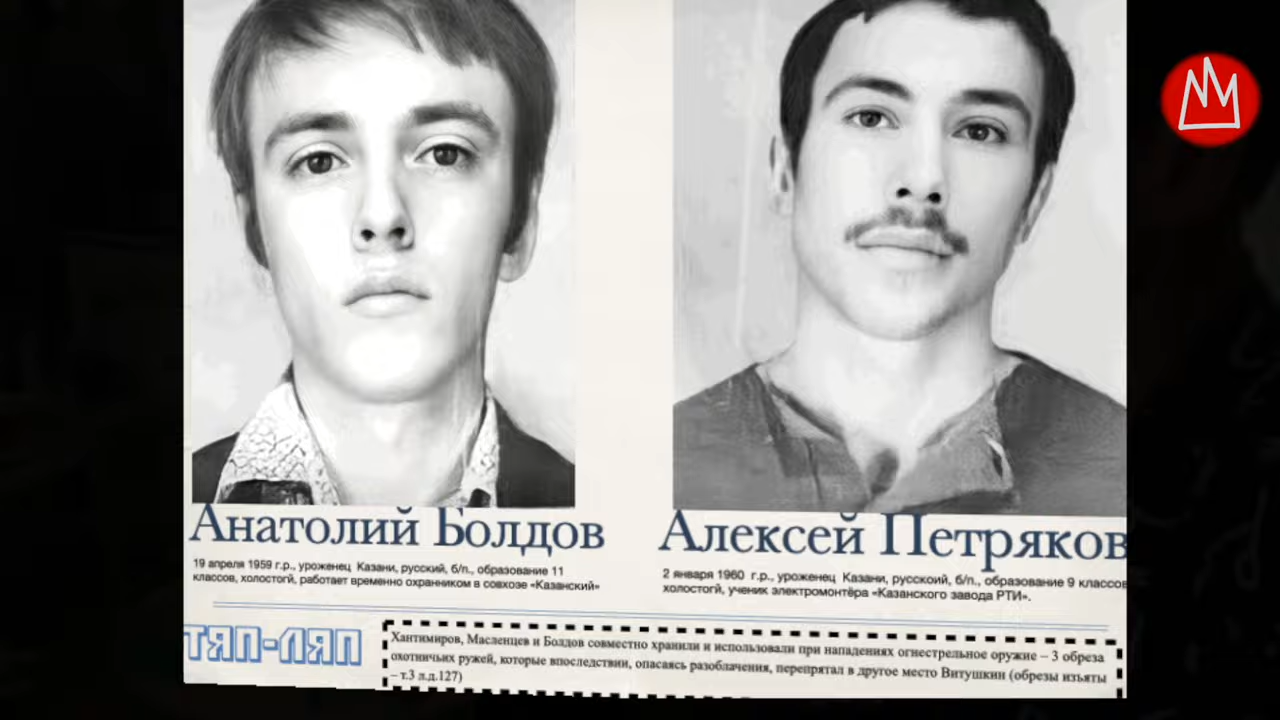 Анатолий Болдов
19 апреля 1959 г.р., уроженец Казани, русский, б/п., образование 11
классов, холостогй, работает временно охранником в совхозе «Казанский»
Алексей Петряков
2 января 1960 г.р., уроженец Казани, русскоий, б/п., образование 9 классов
холостогй, ученик электромонтёра «Казанского завода РТИ».
ТЯП-ЛЯП
Хантимиров, Масленцев и Болдов совместно хранили и использовали при нападениях огнестрельное оружие – 3 обреза
охотничьих ружей, которые впоследствии, опасаясь разоблачения, перепрятал в другое место Витушкин (обрезы изъяты
– т.3 л.д.127)